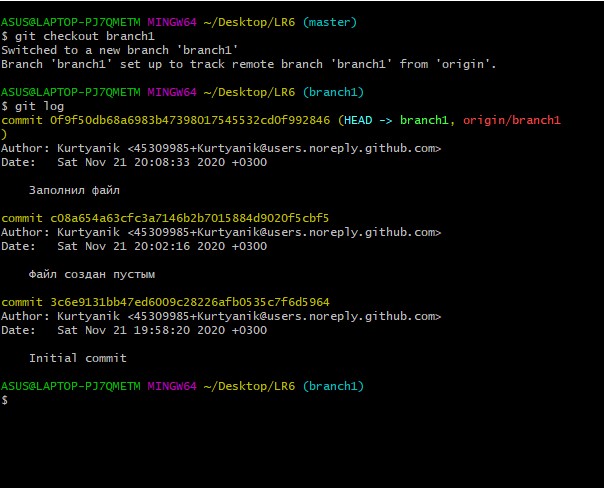 ASUS@LAPTOP-PJ7QMETM MINGW64 ~/Desktop/LR6 (master)
$ git checkout branch1
Switched to a new branch 'branch1'
Branch 'branch1' set up to track remote branch 'branch1' from 'origin'.
ASUS@LAPTOP-PJ7QMETM MINGW64 ~/Desktop/LR6 (branch1)
$ git log
commit 0f9f50db68a6983b47398017545532cd0f992846 (HEAD -> branch1, origin/branch1
)
Author: Kurtyanik <45309985+Kurtyanik@users.noreply.github.com>
Date:   Sat Nov 21 20:08:33 2020 +0300
Заполнил файл
commit c08a654a63cfc3a7146b2b7015884d9020f5cbf5
Author: Kurtyanik <45309985+Kurtyanik@users.noreply.github.com>
Date:   Sat Nov 21 20:02:16 2020 +0300
Файл создан пустым
commit 3c6e9131bb47ed6009c28226afb0535c7f6d5964
Author: Kurtyanik <45309985+Kurtyanik@users.noreply.github.com>
Date:   Sat Nov 21 19:58:20 2020 +0300
Initial commit
ASUS@LAPTOP-PJ7QMETM MINGW64 ~/Desktop/LR6 (branch1)
$